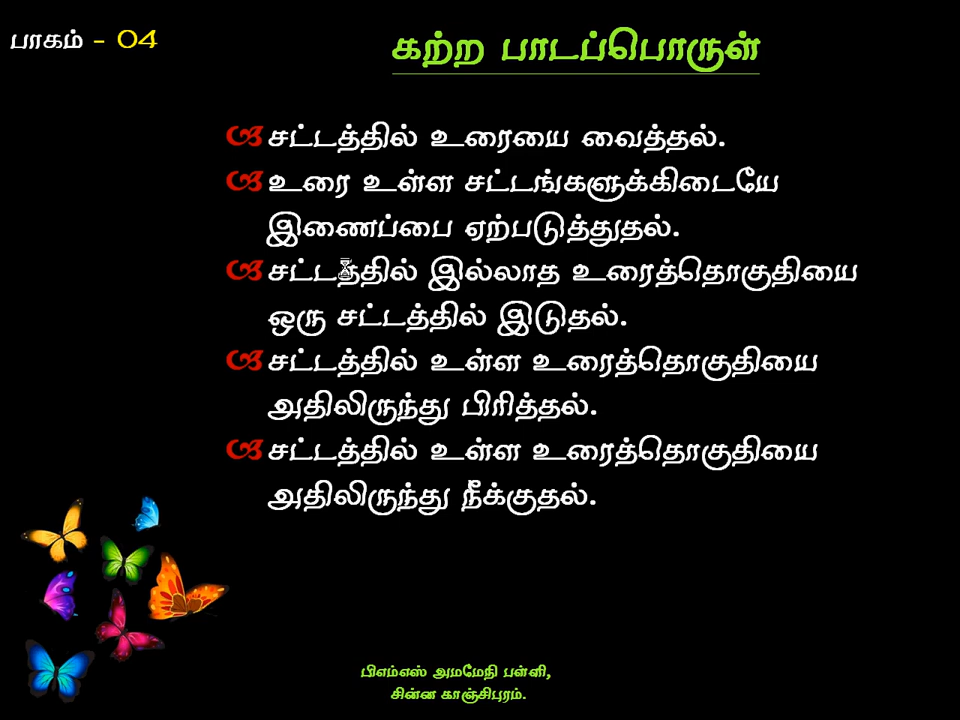 பாகம் - 04
கற்ற பாடப்பொருள்
சட்டத்தில் உரையை வைத்தல்.
உரை உள்ள சட்டங்களுக்கிடையே
இணைப்பை ஏற்படுத்துதல்.
சட்டத்தில் இல்லாத உரைத்தொகுதியை
ஒரு சட்டத்தில் இடுதல்.
சட்டத்தில் உள்ள உரைத்தொகுதியை
அதிலிருந்து பிரித்தல்.
சட்டத்தில் உள்ள உரைத்தொகுதியை
அதிலிருந்து நீக்குதல்.
பிஎம்எஸ் அமமேநி பள்ளி,
சின்ன காஞ்சிபுரம்.